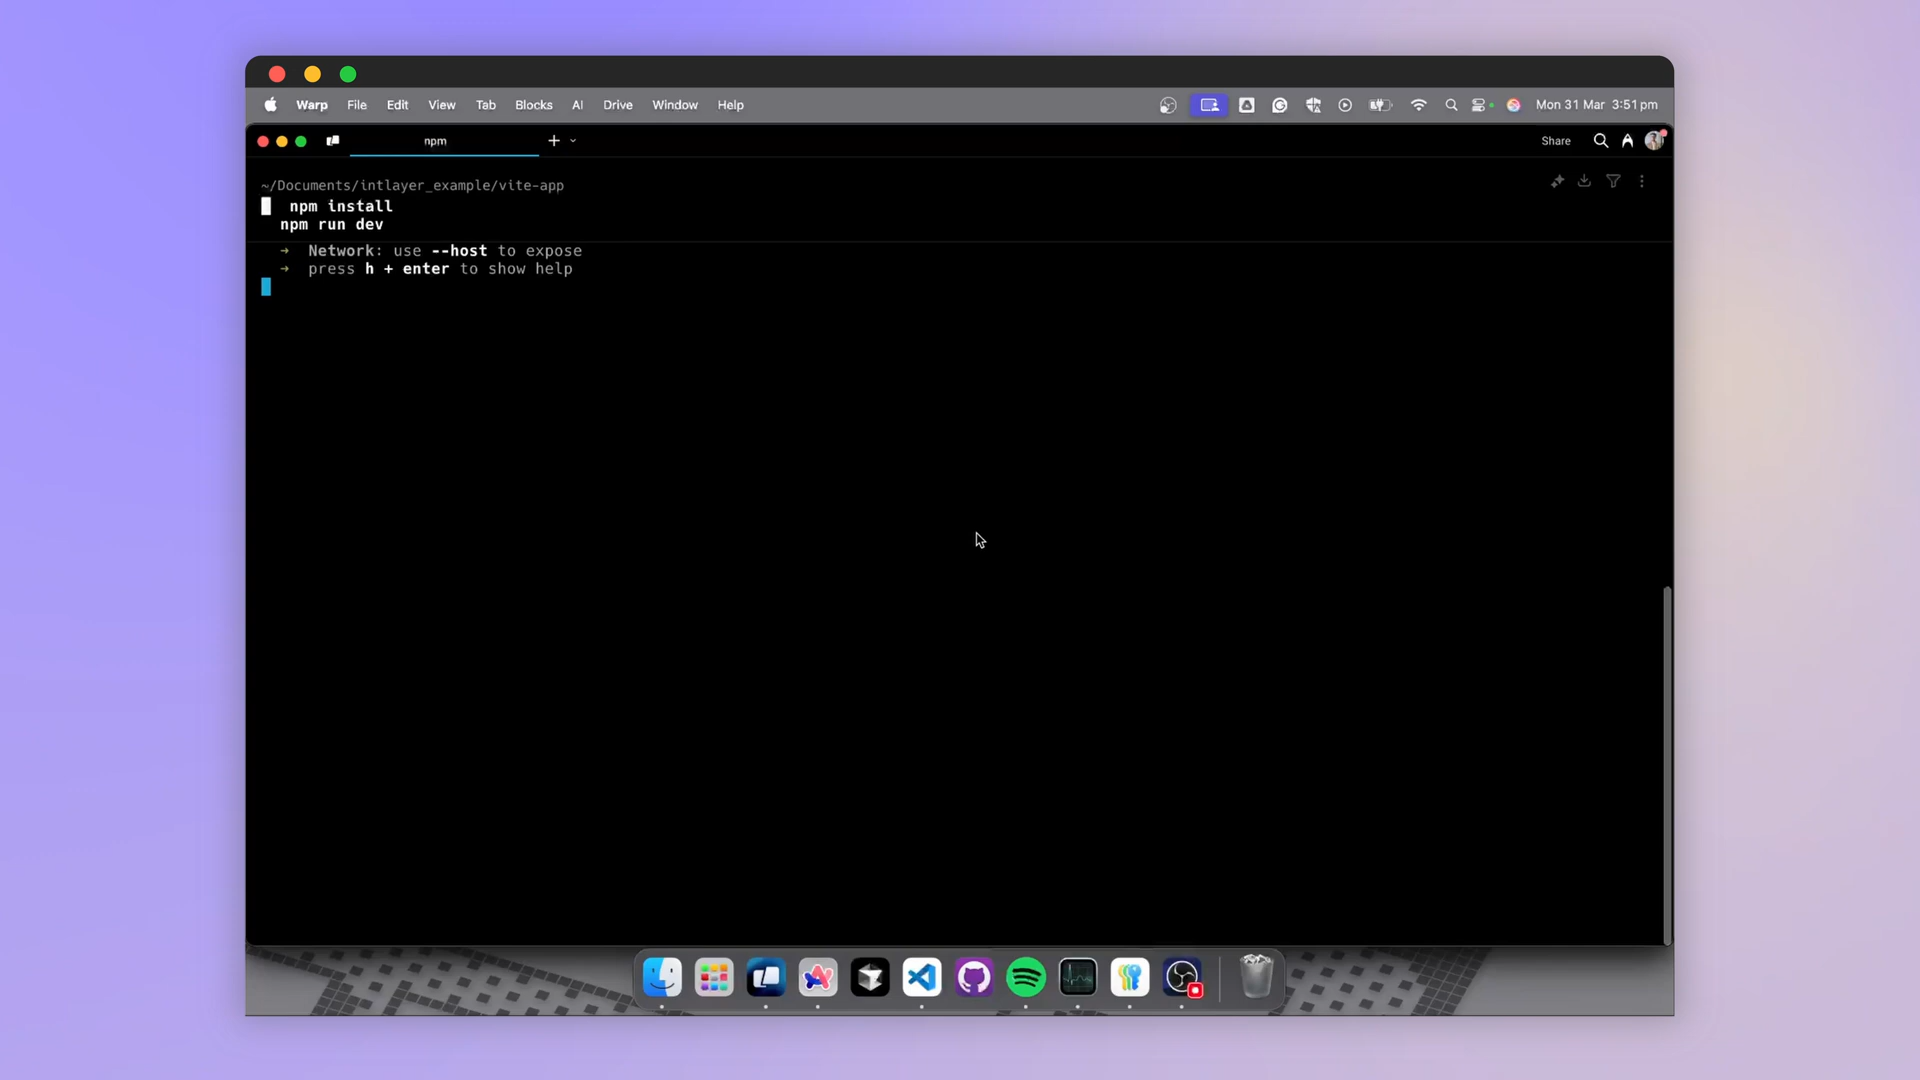 Warp File Edit View Tab Blocks AI Drive Window Help Mon 31 Mar 3:51 pm
npm Share
~/Documents/intlayer_example/vite-app
npm install
npm run dev
➜ Network: use --host to expose
➜ press h + enter to show help